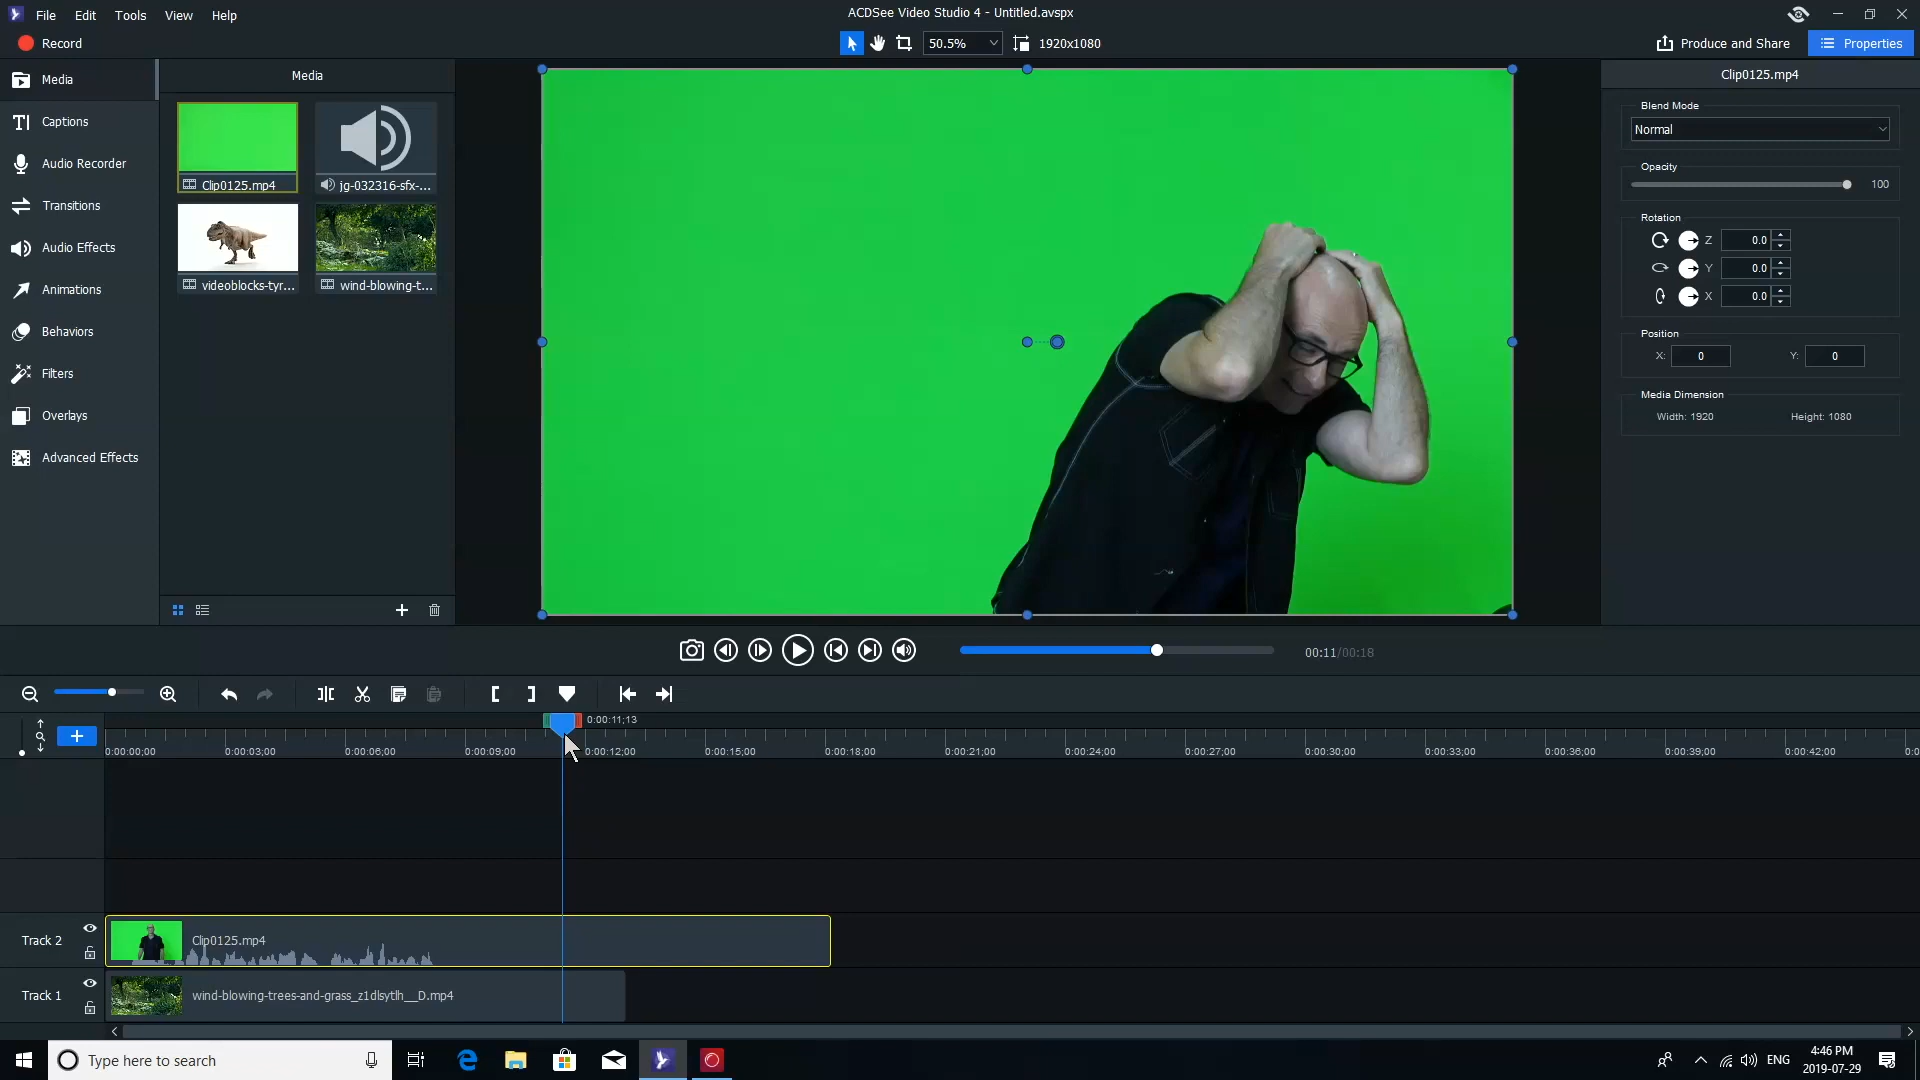 File Edit Tools View Help
ACDSee Video Studio 4 - Untitled.avspx
Record
50.5%
1920x1080
Produce and Share
Properties
Media
Captions
Audio Recorder
Transitions
Audio Effects
Animations
Behaviors
Filters
Overlays
Advanced Effects
Media
Clip0125.mp4
jg-032316-sfx-...
videoblocks-tyr...
wind-blowing-t...
Clip0125.mp4
Blend Mode
Normal
Opacity
100
Rotation
Z 0.0
Y 0.0
X 0.0
Position
X: 0 Y: 0
Media Dimension
Width: 1920 Height: 1080
00:11/00:18
0:00:11;13
0:00:00;00 0:00:03;00 0:00:06;00 0:00:09;00 0:00:12;00 0:00:15;00 0:00:18;00 0:00:21;00 0:00:24;00 0:00:27;00 0:00:30;00 0:00:33;00 0:00:36;00 0:00:39;00 0:00:42;00
Track 2
Clip0125.mp4
Track 1
wind-blowing-trees-and-grass_z1dlsytlh__D.mp4
Type here to search
ENG
4:46 PM
2019-07-29